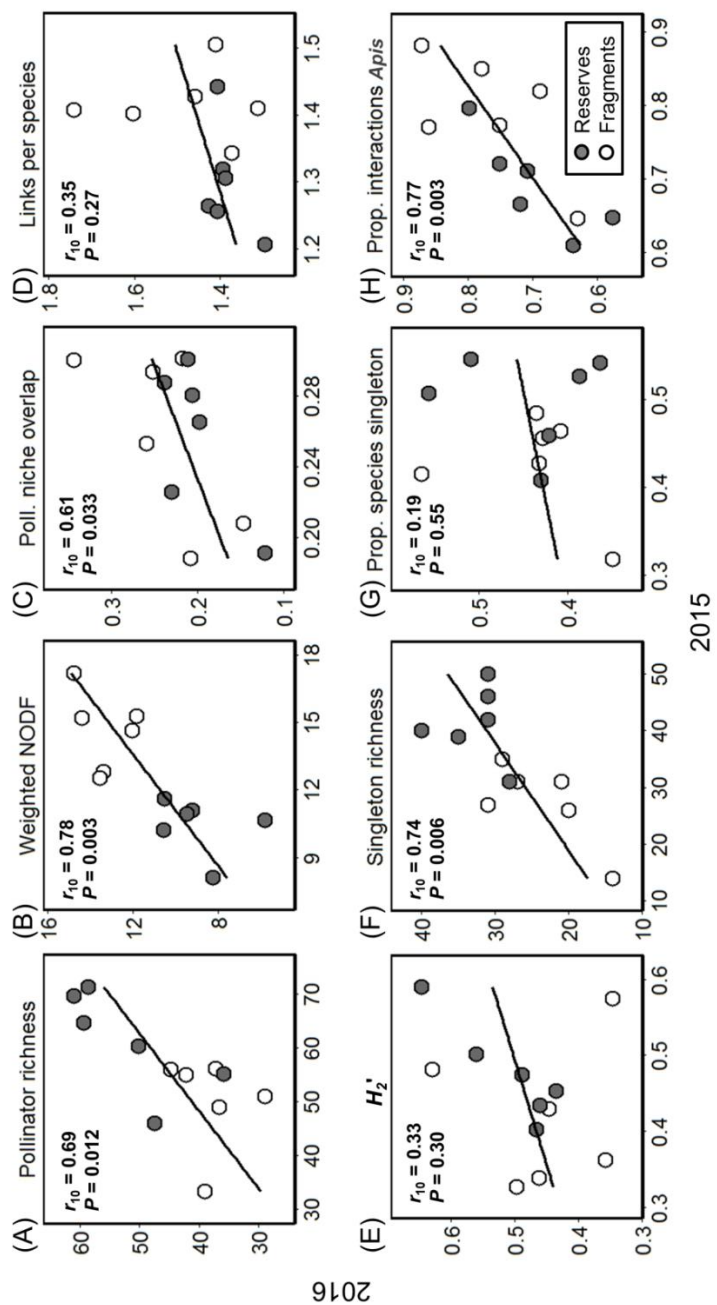 (A) Pollinator richness
r10 = 0.69
P = 0.012
60
50
40
30
30 40 50 60 70
(B) Weighted NODF
r10 = 0.78
P = 0.003
16
12
8
9 12 15 18
(C) Poll. niche overlap
r10 = 0.61
P = 0.033
0.3
0.2
0.1
0.20 0.24 0.28
(D) Links per species
r10 = 0.35
P = 0.27
1.8
1.6
1.4
1.2 1.3 1.4 1.5
(E) H2'
r10 = 0.33
P = 0.30
0.6
0.5
0.4
0.3
0.3 0.4 0.5 0.6
(F) Singleton richness
r10 = 0.74
P = 0.006
40
30
20
10
10 20 30 40 50
(G) Prop. species singleton
r10 = 0.19
P = 0.55
0.5
0.4
0.3 0.4 0.5
(H) Prop. interactions Apis
r10 = 0.77
P = 0.003
0.9
0.8
0.7
0.6
0.6 0.7 0.8 0.9
Reserves
Fragments
2016
2015